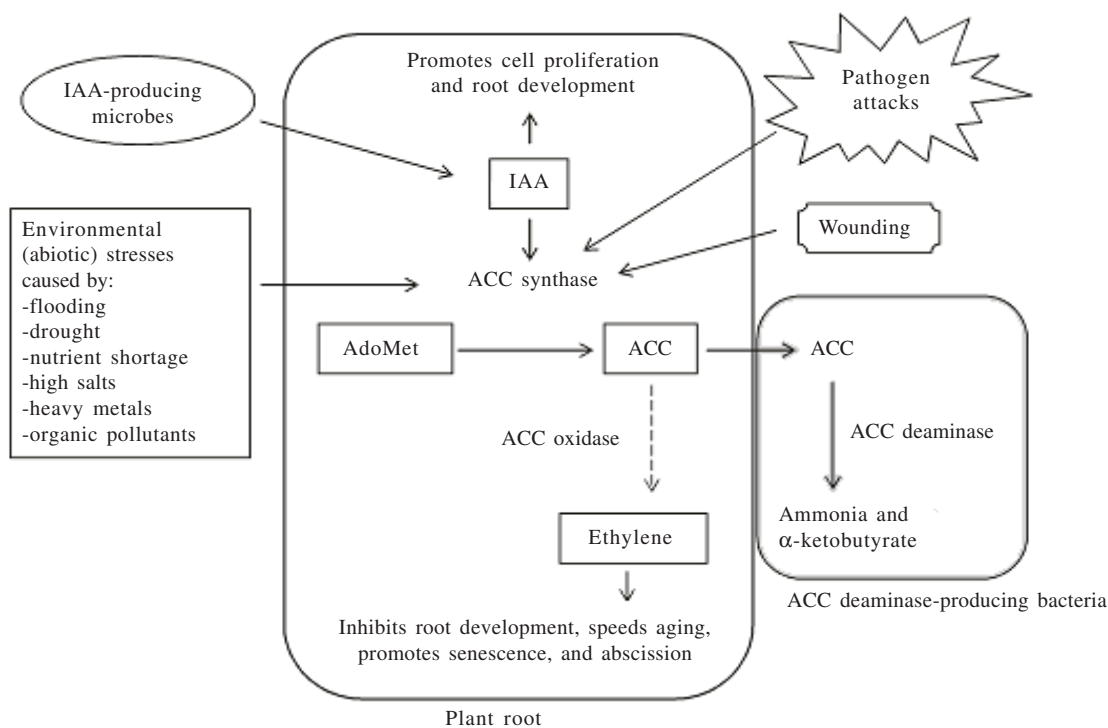 Promotes cell proliferation
and root development
IAA-producing
microbes
Pathogen
attacks
IAA
Wounding
Environmental
(abiotic) stresses
caused by:
-flooding
-drought
-nutrient shortage
-high salts
-heavy metals
-organic pollutants
ACC synthase
AdoMet
ACC
ACC
ACC oxidase
ACC deaminase
Ethylene
Ammonia and
α-ketobutyrate
ACC deaminase-producing bacteria
Inhibits root development, speeds aging,
promotes senescence, and abscission
Plant root